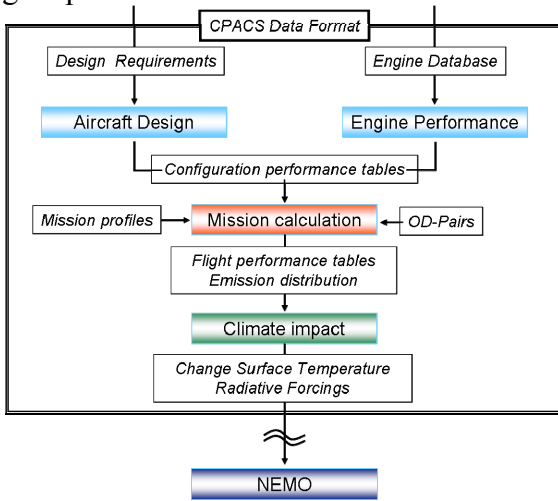 CPACS Data Format
Design Requirements
Engine Database
Aircraft Design
Engine Performance
Configuration performance tables
Mission profiles
Mission calculation
OD-Pairs
Flight performance tables
Emission distribution
Climate impact
Change Surface Temperature
Radiative Forcings
NEMO